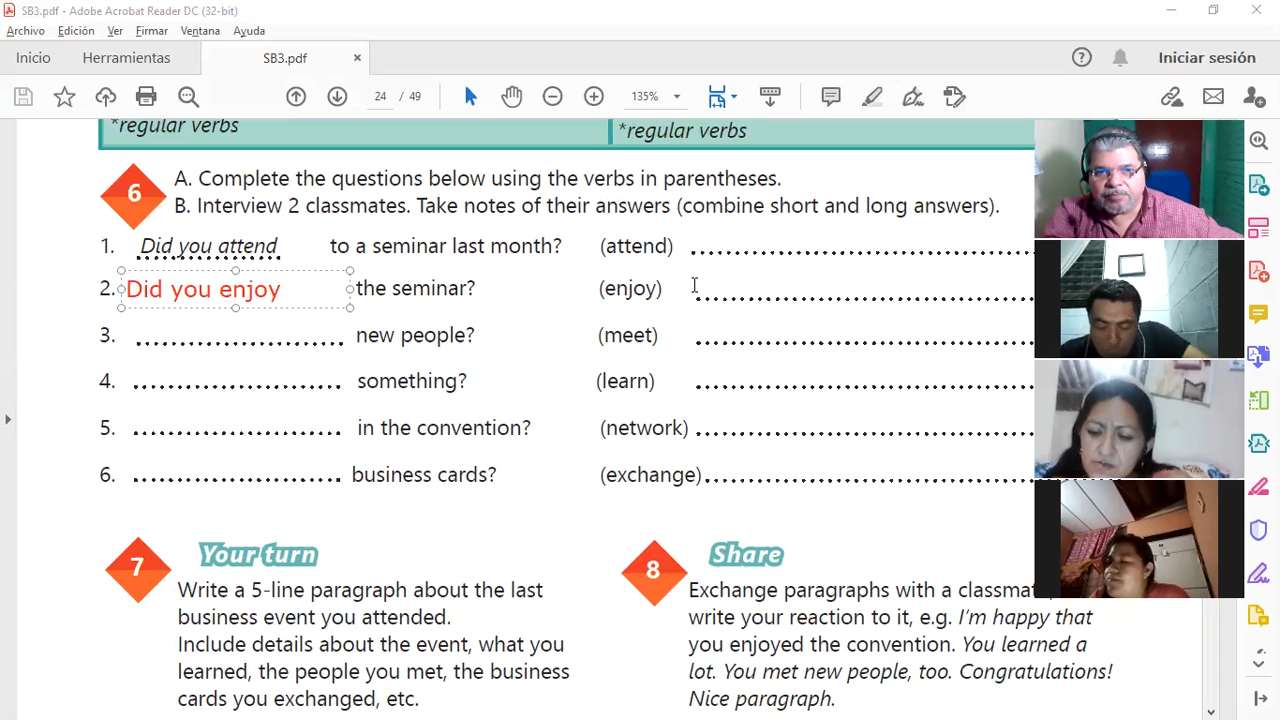 SB3.pdf - Adobe Acrobat Reader DC (32-bit)
Archivo Edición Ver Firmar Ventana Ayuda
Inicio Herramientas SB3.pdf × Iniciar sesión
24 / 49 135%
*regular verbs *regular verbs
6 A. Complete the questions below using the verbs in parentheses.
B. Interview 2 classmates. Take notes of their answers (combine short and long answers).
1. Did you attend to a seminar last month? (attend)
2. Did you enjoy the seminar? (enjoy)
3. new people? (meet)
4. something? (learn)
5. in the convention? (network)
6. business cards? (exchange)
7 Your turn
Write a 5-line paragraph about the last
business event you attended.
Include details about the event, what you
learned, the people you met, the business
cards you exchanged, etc.
8 Share
Exchange paragraphs with a classmate,
write your reaction to it, e.g. I'm happy that
you enjoyed the convention. You learned a
lot. You met new people, too. Congratulations!
Nice paragraph.